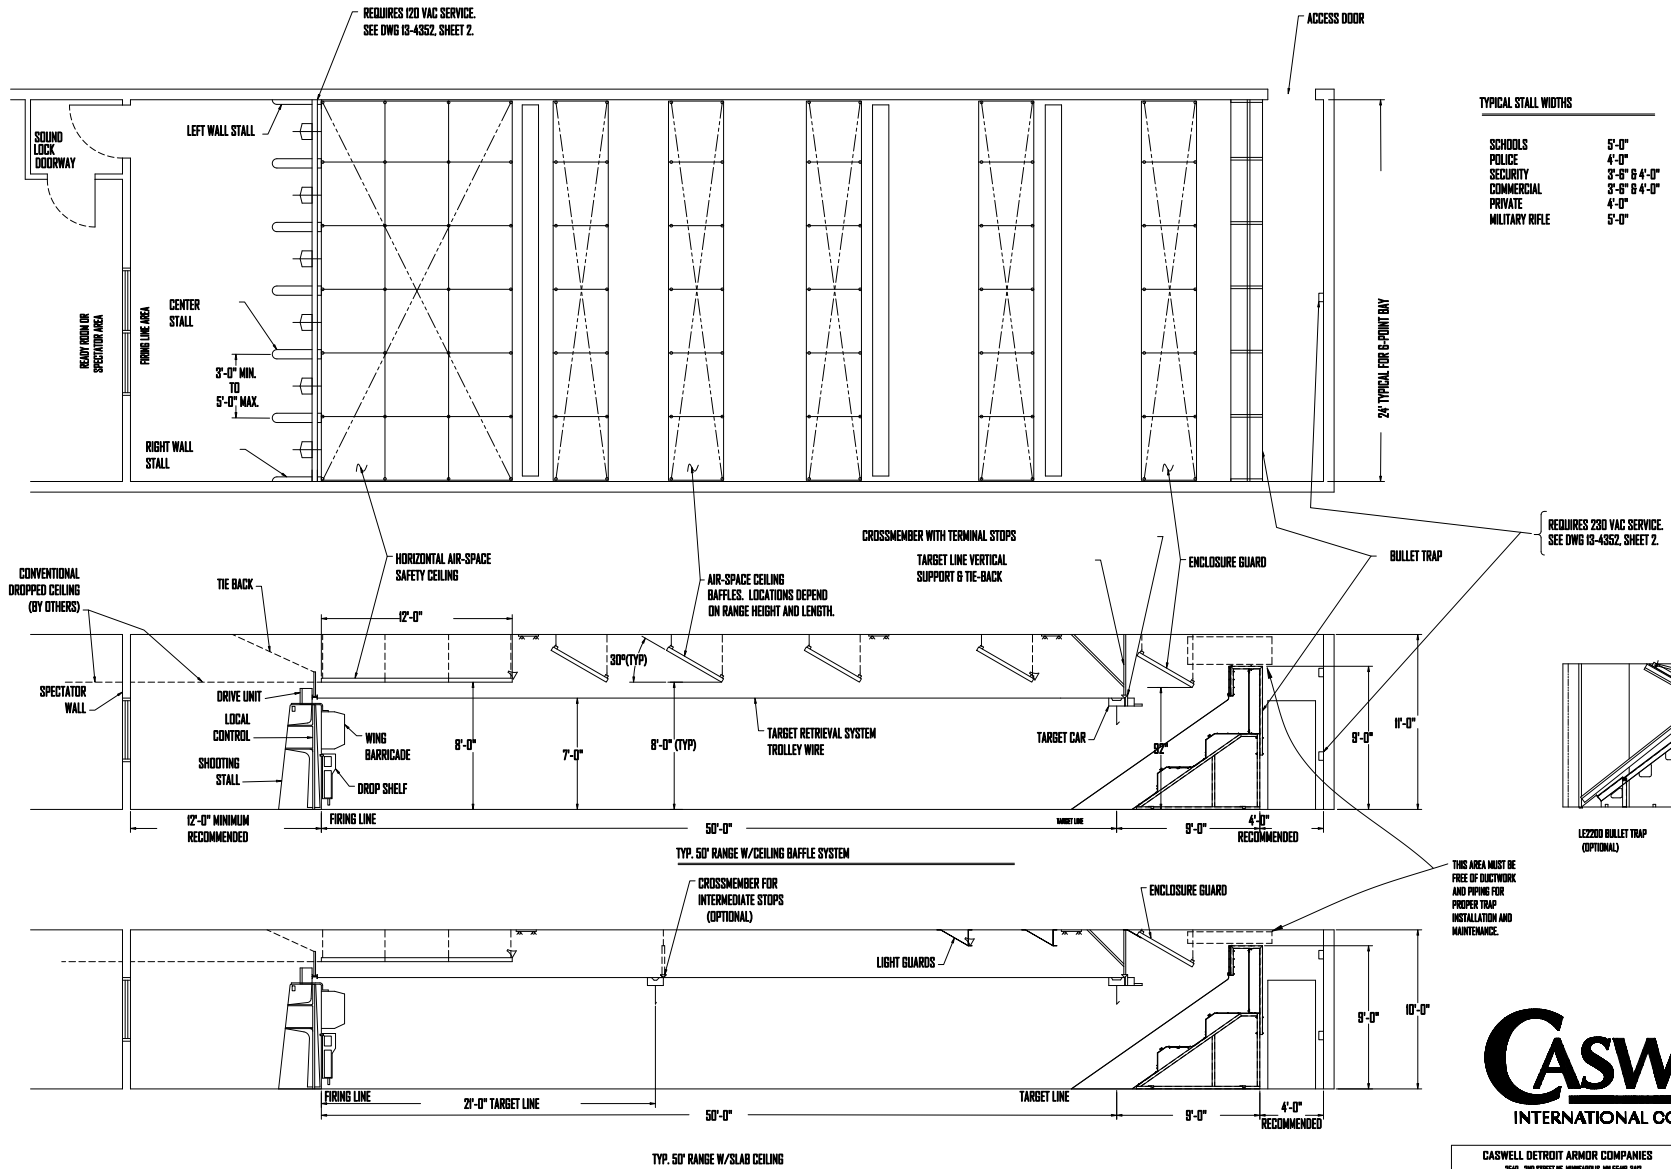 REQUIRES 120 VAC SERVICE.
SEE DWG 13-4352, SHEET 2.
ACCESS DOOR
TYPICAL STALL WIDTHS
SCHOOLS 5'-0"
POLICE 4'-0"
SECURITY 3'-6" & 4'-0"
COMMERCIAL 3'-6" & 4'-0"
PRIVATE 4'-0"
MILITARY RIFLE 5'-0"
SOUND
LOCK
DOORWAY
LEFT WALL STALL
READY ROOM OR
SPECTATOR AREA
FIRING LINE AREA
CENTER
STALL
3'-0" MIN.
TO
5'-0" MAX.
RIGHT WALL
STALL
24' TYPICAL FOR 6-POINT BAY
REQUIRES 230 VAC SERVICE.
SEE DWG 13-4352, SHEET 2.
HORIZONTAL AIR-SPACE
SAFETY CEILING
AIR-SPACE CEILING
BAFFLES. LOCATIONS DEPEND
ON RANGE HEIGHT AND LENGTH.
CROSSMEMBER WITH TERMINAL STOPS
TARGET LINE VERTICAL
SUPPORT & TIE-BACK
ENCLOSURE GUARD
BULLET TRAP
CONVENTIONAL
DROPPED CEILING
(BY OTHERS)
TIE BACK
12'-0"
30°(TYP)
SPECTATOR
WALL
DRIVE UNIT
LOCAL
CONTROL
SHOOTING
STALL
WING
BARRICADE
DROP SHELF
8'-0"
7'-0"
8'-0" (TYP)
TARGET RETRIEVAL SYSTEM
TROLLEY WIRE
TARGET CAR
92"
9'-0"
11'-0"
12'-0" MINIMUM
RECOMMENDED
FIRING LINE
50'-0"
TARGET LINE
9'-0"
4'-0"
RECOMMENDED
TYP. 50' RANGE W/CEILING BAFFLE SYSTEM
LE2200 BULLET TRAP
(OPTIONAL)
THIS AREA MUST BE
FREE OF DUCTWORK
AND PIPING FOR
PROPER TRAP
INSTALLATION AND
MAINTENANCE.
CROSSMEMBER FOR
INTERMEDIATE STOPS
(OPTIONAL)
ENCLOSURE GUARD
LIGHT GUARDS
9'-0"
10'-0"
FIRING LINE
21'-0" TARGET LINE
50'-0"
TARGET LINE
9'-0"
4'-0"
RECOMMENDED
TYP. 50' RANGE W/SLAB CEILING
CASW
INTERNATIONAL CO
CASWELL DETROIT ARMOR COMPANIES